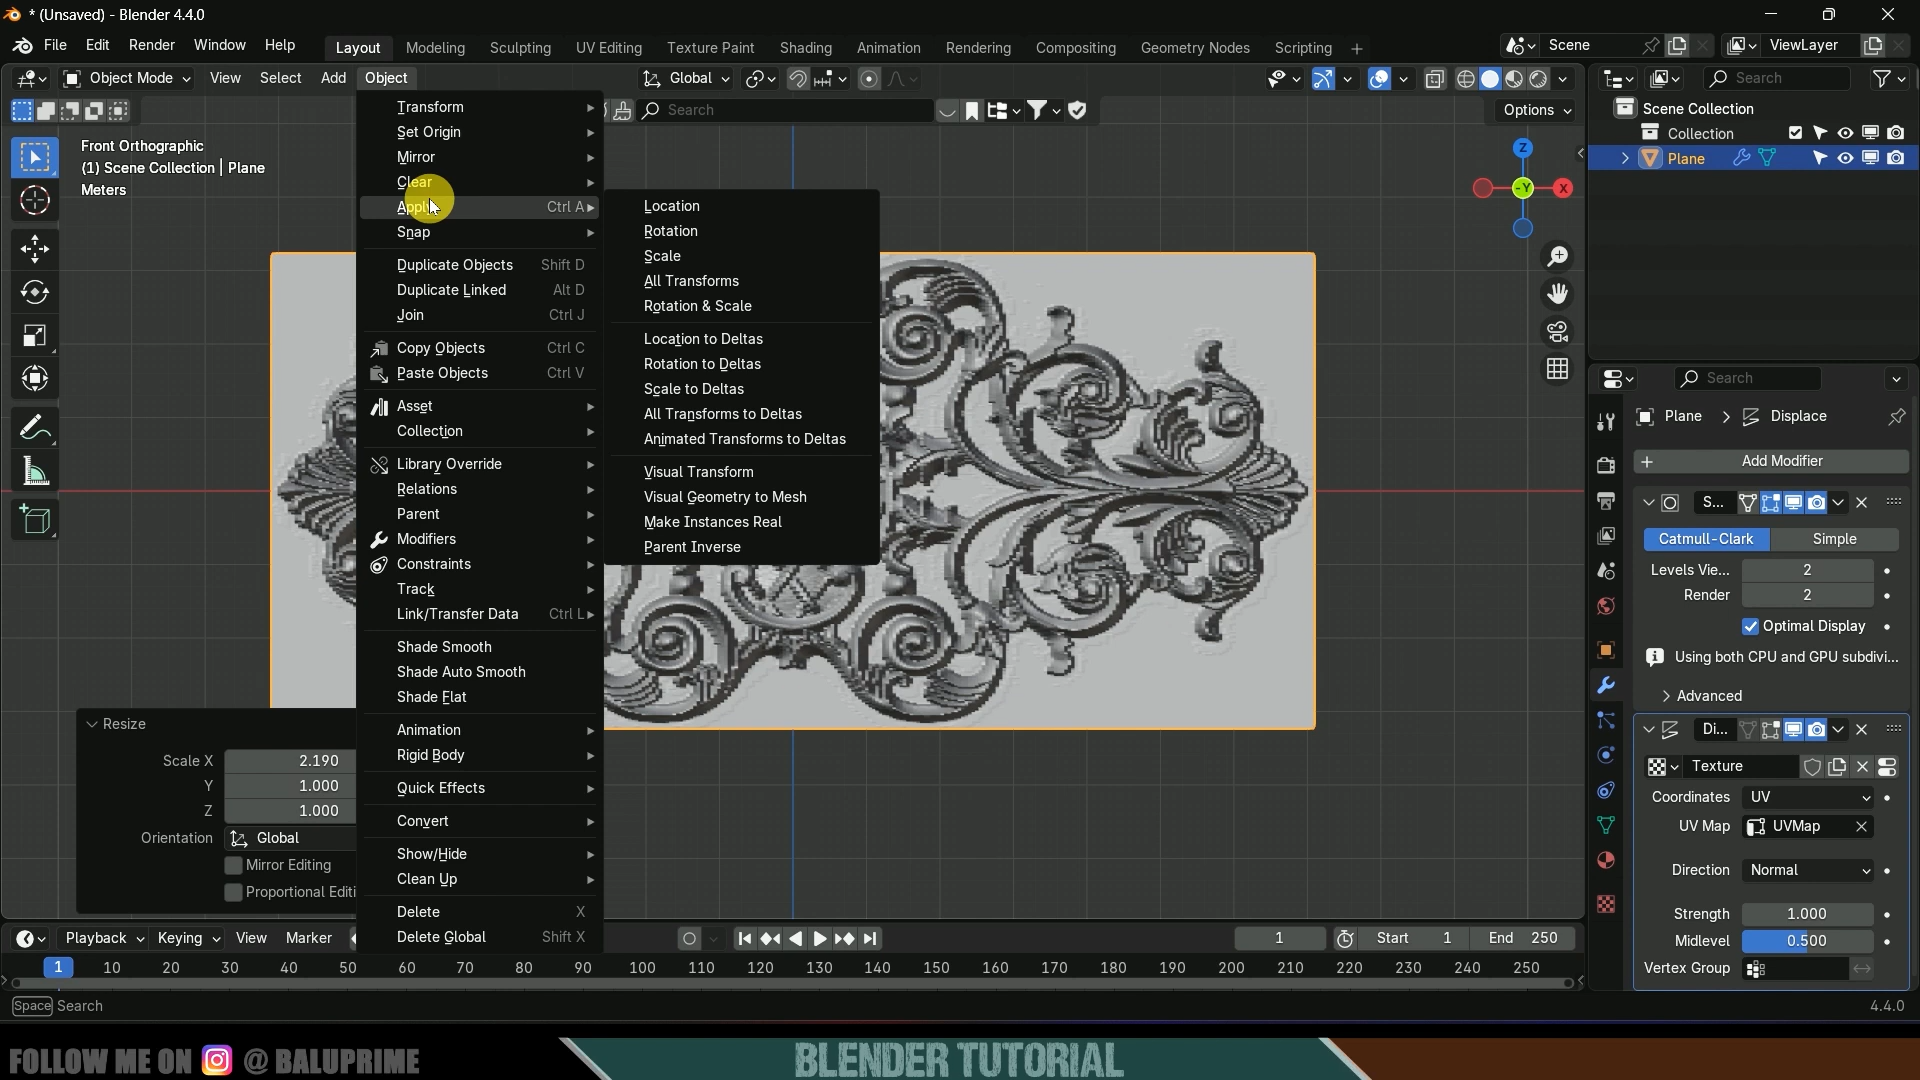 * (Unsaved) - Blender 4.4.0
File Edit Render Window Help Layout Modeling Sculpting UV Editing Texture Paint Shading Animation Rendering Compositing Geometry Nodes Scripting + Scene ViewLayer
Object Mode View Select Add Object Global Search
Search Options
Front Orthographic
(1) Scene Collection | Plane
Meters
Transform
Set Origin
Mirror
Clear
Apply Ctrl A
Snap
Duplicate Objects Shift D
Duplicate Linked Alt D
Join Ctrl J
Copy Objects Ctrl C
Paste Objects Ctrl V
Asset
Collection
Library Override
Relations
Parent
Modifiers
Constraints
Track
Link/Transfer Data Ctrl L
Shade Smooth
Shade Auto Smooth
Shade Flat
Animation
Rigid Body
Quick Effects
Convert
Show/Hide
Clean Up
Delete X
Delete Global Shift X
Location
Rotation
Scale
All Transforms
Rotation & Scale
Location to Deltas
Rotation to Deltas
Scale to Deltas
All Transforms to Deltas
Animated Transforms to Deltas
Visual Transform
Visual Geometry to Mesh
Make Instances Real
Parent Inverse
Z
-Y
X
Resize
Scale X 2.190
Y 1.000
Z 1.000
Orientation Global
Mirror Editing
Proportional Editi
Scene Collection
Collection
Plane
Search
Plane > Displace
+ Add Modifier
S...
Catmull-Clark Simple
Levels Vie... 2
Render 2
Optimal Display
Using both CPU and GPU subdivi...
Advanced
Di...
Texture
Coordinates UV
UV Map UVMap
Direction Normal
Strength 1.000
Midlevel 0.500
Vertex Group
Playback Keying View Marker 1 Start 1 End 250
1 10 20 30 40 50 60 70 80 90 100 110 120 130 140 150 160 170 180 190 200 210 220 230 240 250
Space Search 4.4.0
FOLLOW ME ON @ BALUPRIME BLENDER TUTORIAL